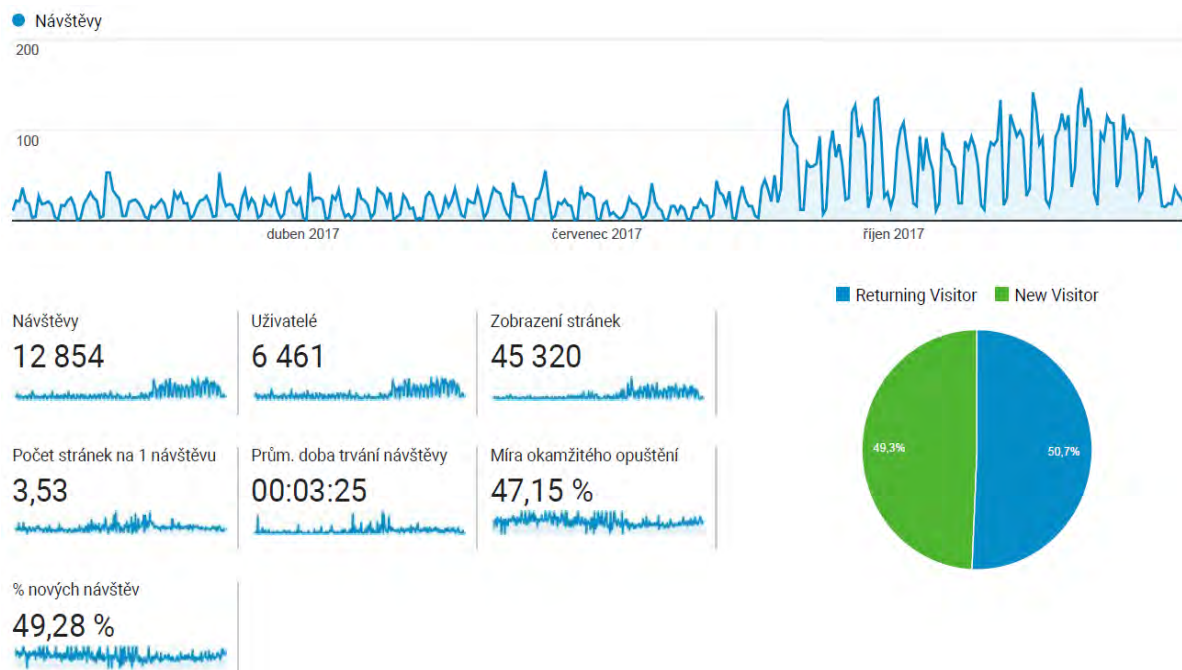 Návštěvy
200
100
duben 2017
červenec 2017
říjen 2017
Returning Visitor
New Visitor
Návštěvy
Uživatelé
Zobrazení stránek
12 854
6 461
45 320
Počet stránek na 1 návštěvu
Prům. doba trvání návštěvy
Míra okamžitého opuštění
3,53
00:03:25
47,15 %
49,3%
50,7%
% nových návštěv
49,28 %